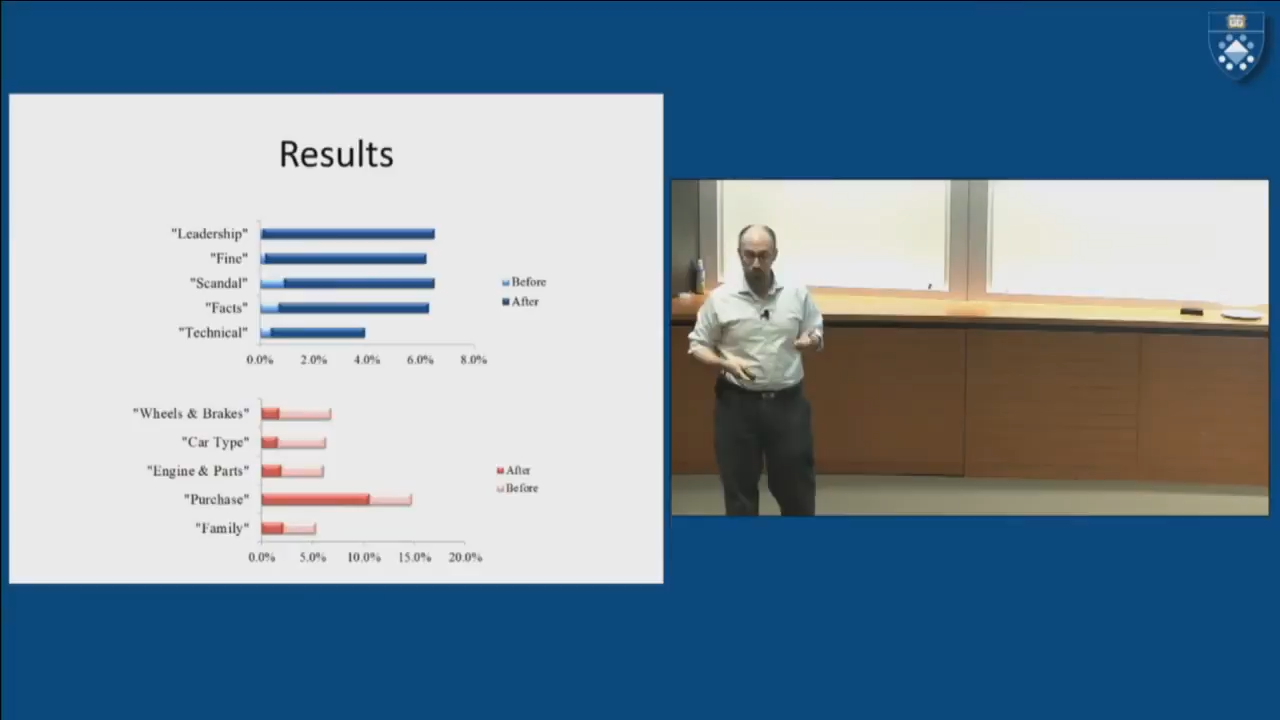 Results
"Leadership"
"Fine"
"Scandal"
"Facts"
"Technical"
0.0% 2.0% 4.0% 6.0% 8.0%
Before
After
"Wheels & Brakes"
"Car Type"
"Engine & Parts"
"Purchase"
"Family"
0.0% 5.0% 10.0% 15.0% 20.0%
After
Before